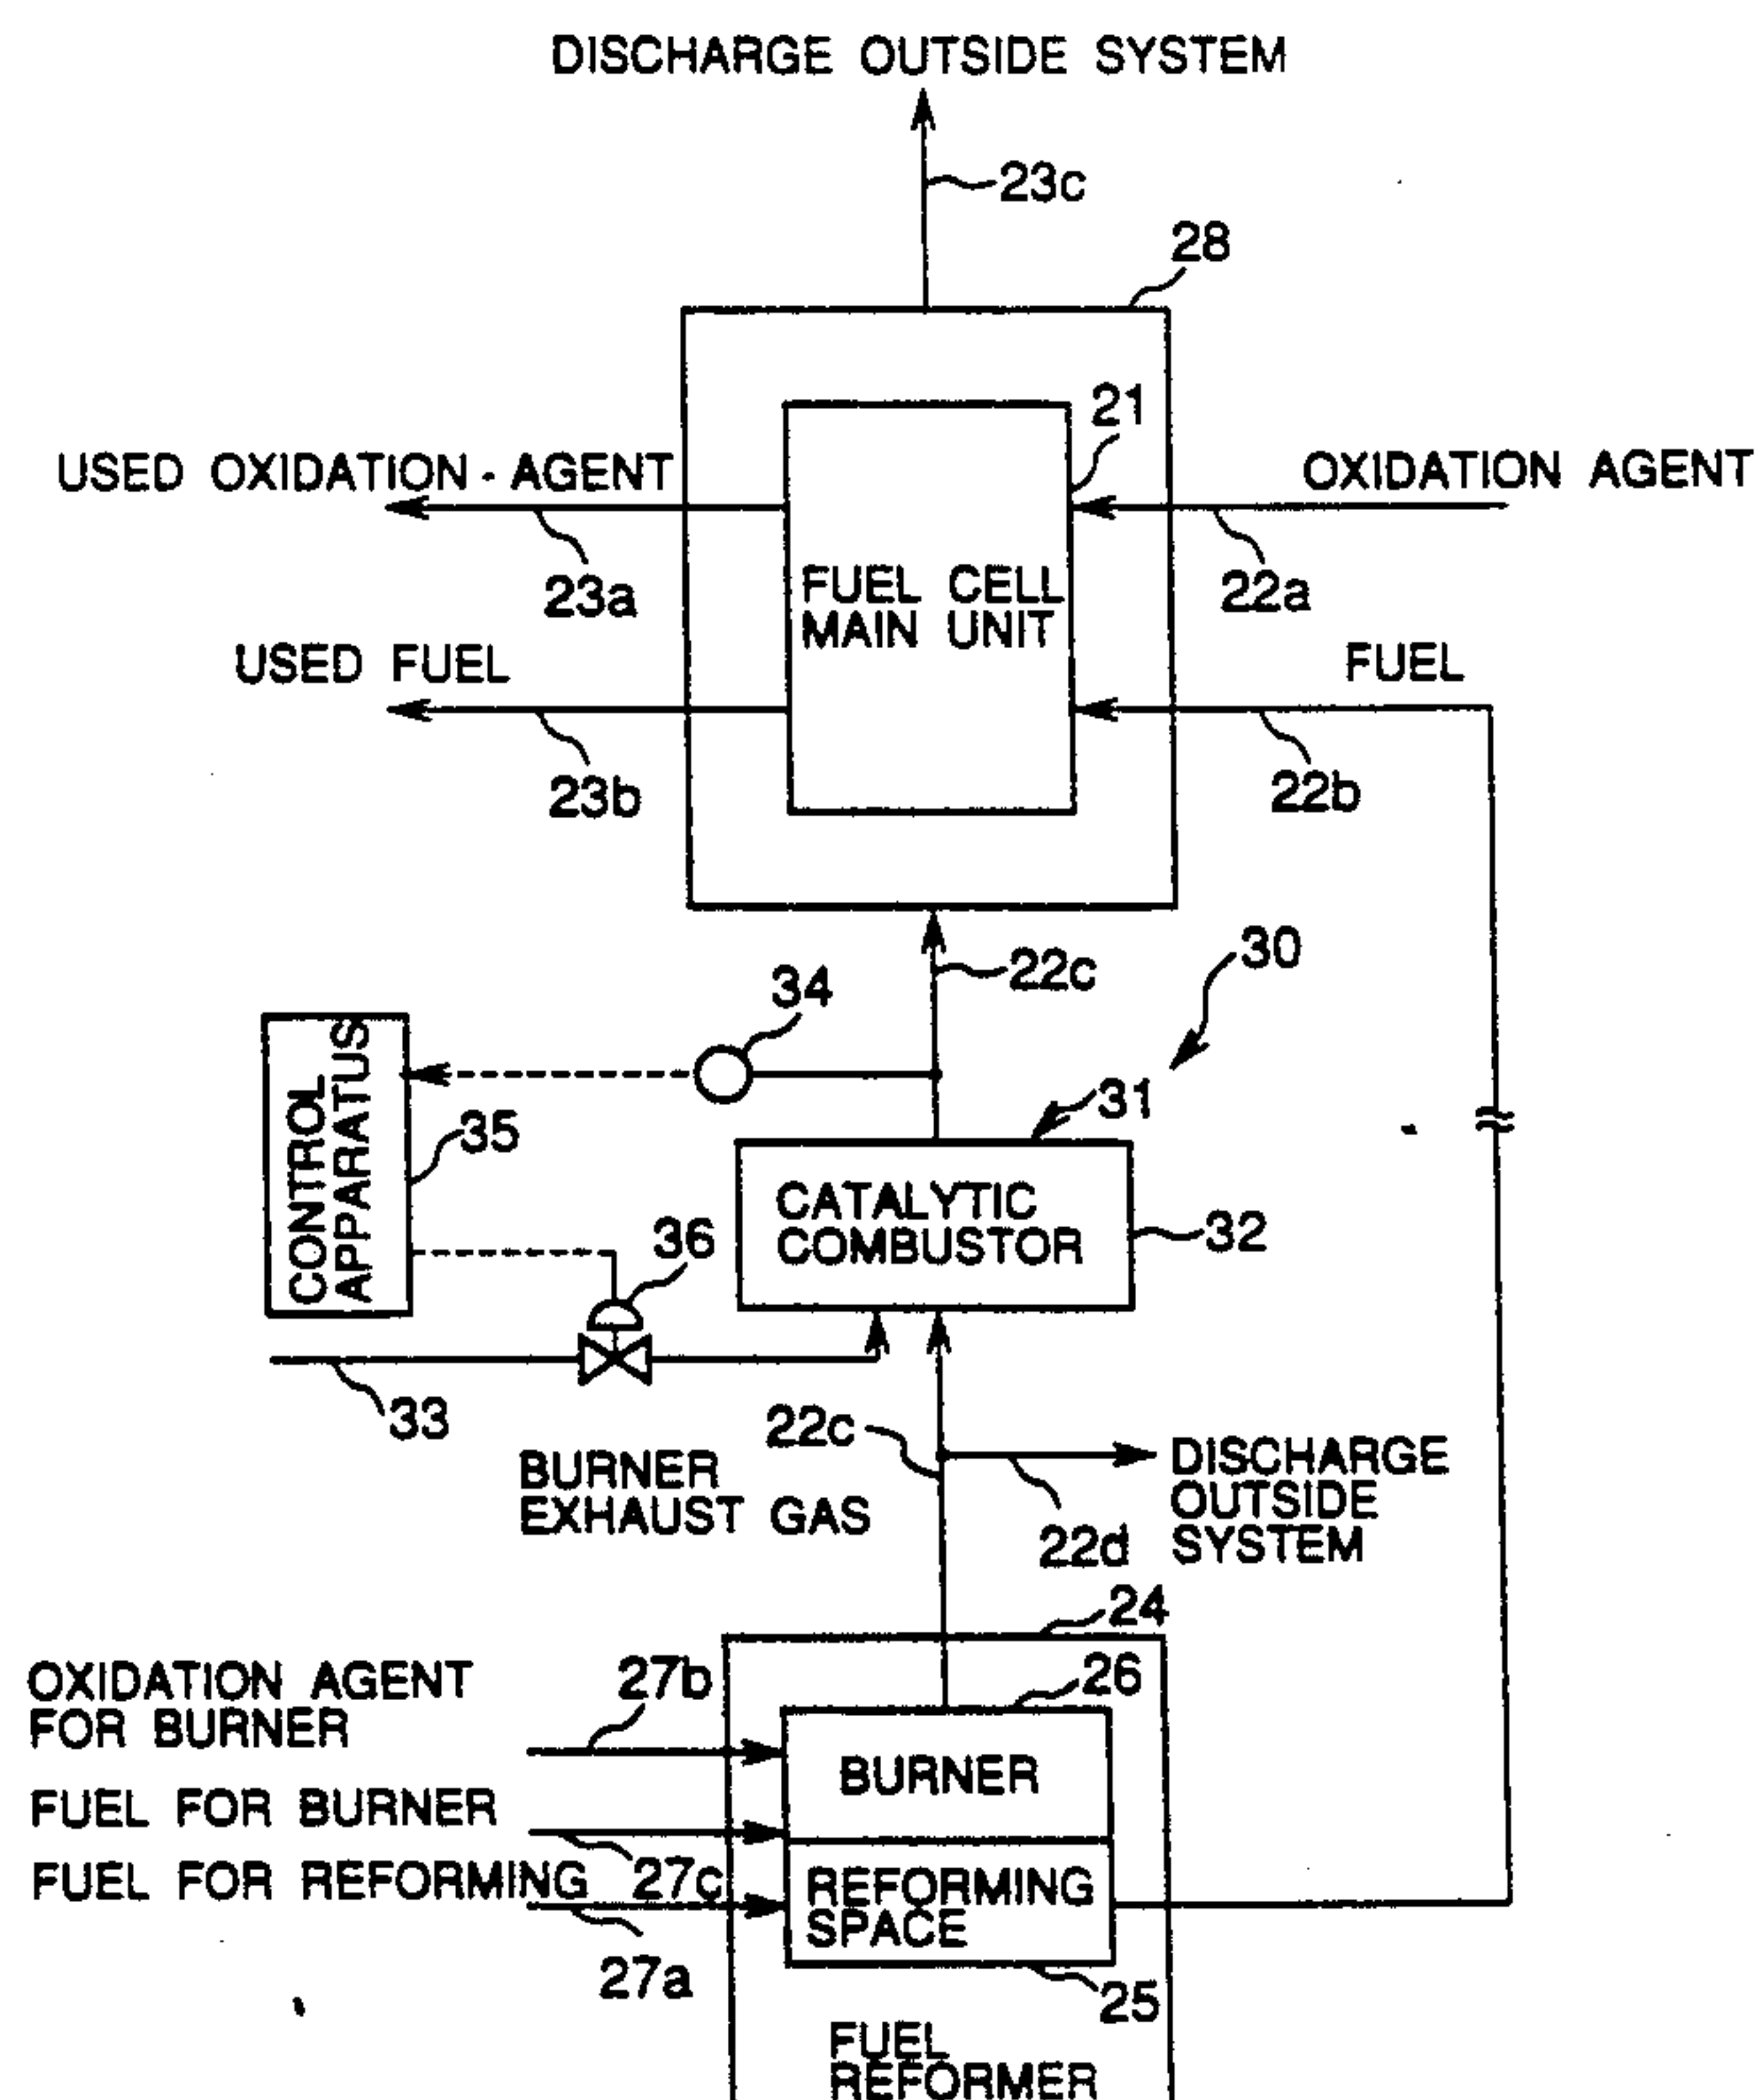 DISCHARGE OUTSIDE SYSTEM
23c
28
21
USED OXIDATION - AGENT
OXIDATION AGENT
23a
FUEL CELL
MAIN UNIT
22a
USED FUEL
FUEL
23b
22b
30
22c
34
31
CONTROL
APPARATUS
35
CATALYTIC
COMBUSTOR
32
36
33
22c
BURNER
EXHAUST GAS
DISCHARGE
OUTSIDE
SYSTEM
22d
24
OXIDATION AGENT
FOR BURNER
27b
26
BURNER
FUEL FOR BURNER
27c
FUEL FOR REFORMING
REFORMING
SPACE
27a
25
FUEL
REFORMER